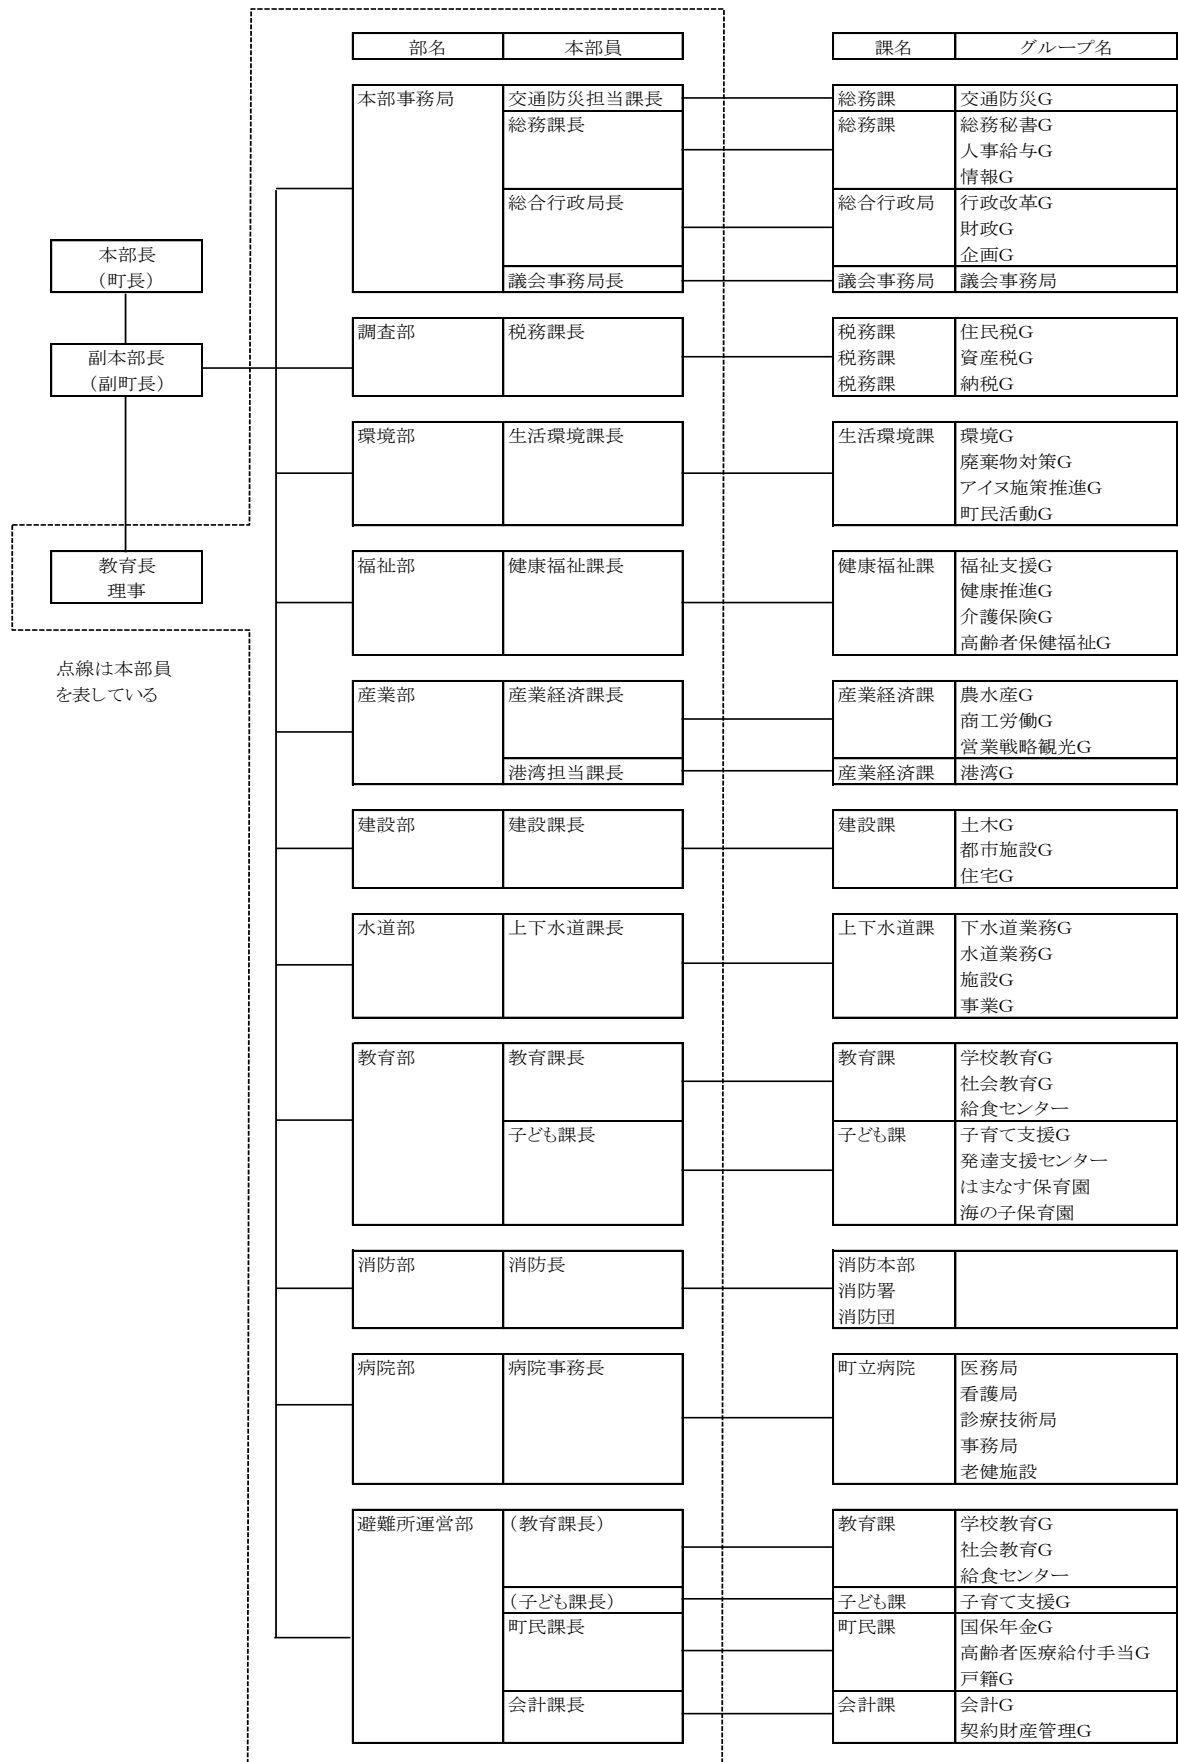 部名 本部員 課名 グループ名
本部事務局 交通防災担当課長 総務課 交通防災G
総務課長 総務課 総務秘書G
人事給与G
情報G
総合行政局長 総合行政局 行政改革G
財政G
企画G
議会事務局長 議会事務局 議会事務局
本部長
(町長)
副本部長
(副町長)
教育長
理事
点線は本部員
を表している
調査部 税務課長 税務課 住民税G
税務課 資産税G
税務課 納税G
環境部 生活環境課長 生活環境課 環境G
廃棄物対策G
アイヌ施策推進G
町民活動G
福祉部 健康福祉課長 健康福祉課 福祉支援G
健康推進G
介護保険G
高齢者保健福祉G
産業部 産業経済課長 産業経済課 農水産G
商工労働G
営業戦略観光G
港湾担当課長 産業経済課 港湾G
建設部 建設課長 建設課 土木G
都市施設G
住宅G
水道部 上下水道課長 上下水道課 下水道業務G
水道業務G
施設G
事業G
教育部 教育課長 教育課 学校教育G
社会教育G
給食センター
子ども課長 子ども課 子育て支援G
発達支援センター
はまなす保育園
海の子保育園
消防部 消防長 消防本部
消防署
消防団
病院部 病院事務長 町立病院 医務局
看護局
診療技術局
事務局
老健施設
避難所運営部 (教育課長) 教育課 学校教育G
社会教育G
給食センター
(子ども課長) 子ども課 子育て支援G
町民課長 町民課 国保年金G
高齢者医療給付手当G
戸籍G
会計課長 会計課 会計G
契約財産管理G